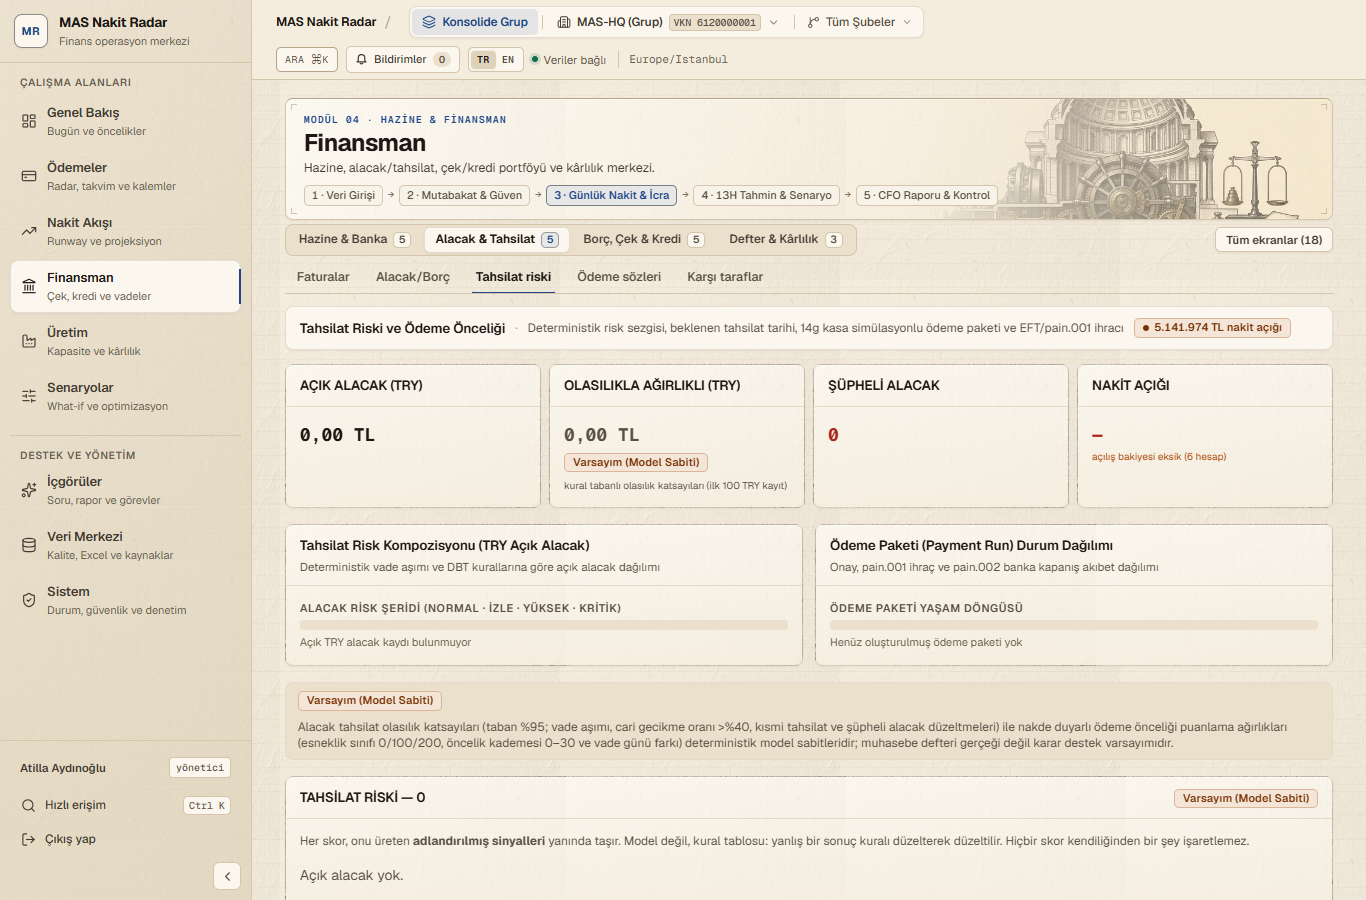 MR
MAS Nakit Radar
Finans operasyon merkezi
ÇALIŞMA ALANLARI
Genel Bakış
Bugün ve öncelikler
Ödemeler
Radar, takvim ve kalemler
Nakit Akışı
Runway ve projeksiyon
Finansman
Çek, kredi ve vadeler
Üretim
Kapasite ve kârlılık
Senaryolar
What-if ve optimizasyon
DESTEK VE YÖNETİM
İçgörüler
Soru, rapor ve görevler
Veri Merkezi
Kalite, Excel ve kaynaklar
Sistem
Durum, güvenlik ve denetim
Atilla Aydınoğlu yönetici
Hızlı erişim Ctrl K
Çıkış yap
MAS Nakit Radar / Konsolide Grup MAS-HQ (Grup) VKN 6120000001 Tüm Şubeler
ARA ⌘K Bildirimler 0 TR EN Veriler bağlı Europe/Istanbul
MODÜL 04 · HAZİNE & FİNANSMAN
Finansman
Hazine, alacak/tahsilat, çek/kredi portföyü ve kârlılık merkezi.
1 · Veri Girişi → 2 · Mutabakat & Güven → 3 · Günlük Nakit & İcra → 4 · 13H Tahmin & Senaryo → 5 · CFO Raporu & Kontrol
Hazine & Banka 5 Alacak & Tahsilat 5 Borç, Çek & Kredi 5 Defter & Kârlılık 3 Tüm ekranlar (18)
Faturalar Alacak/Borç Tahsilat riski Ödeme sözleri Karşı taraflar
Tahsilat Riski ve Ödeme Önceliği · Deterministik risk sezgisi, beklenen tahsilat tarihi, 14g kasa simülasyonlu ödeme paketi ve EFT/pain.001 ihracı ● 5.141.974 TL nakit açığı
AÇIK ALACAK (TRY)
0,00 TL
OLASILIKLA AĞIRLIKLI (TRY)
0,00 TL
Varsayım (Model Sabiti)
kural tabanlı olasılık katsayıları (ilk 100 TRY kayıt)
ŞÜPHELİ ALACAK
0
NAKİT AÇIĞI
—
açılış bakiyesi eksik (6 hesap)
Tahsilat Risk Kompozisyonu (TRY Açık Alacak)
Deterministik vade aşımı ve DBT kurallarına göre açık alacak dağılımı
ALACAK RİSK ŞERİDİ (NORMAL · İZLE · YÜKSEK · KRİTİK)
Açık TRY alacak kaydı bulunmuyor
Ödeme Paketi (Payment Run) Durum Dağılımı
Onay, pain.001 ihraç ve pain.002 banka kapanış akıbet dağılımı
ÖDEME PAKETİ YAŞAM DÖNGÜSÜ
Henüz oluşturulmuş ödeme paketi yok
Varsayım (Model Sabiti)
Alacak tahsilat olasılık katsayıları (taban %95; vade aşımı, cari gecikme oranı >%40, kısmi tahsilat ve şüpheli alacak düzeltmeleri) ile nakde duyarlı ödeme önceliği puanlama ağırlıkları
(esneklik sınıfı 0/100/200, öncelik kademesi 0–30 ve vade günü farkı) deterministik model sabitleridir; muhasebe defteri gerçeği değil karar destek varsayımıdır.
TAHSİLAT RİSKİ — 0 Varsayım (Model Sabiti)
Her skor, onu üreten adlandırılmış sinyalleri yanında taşır. Model değil, kural tablosu: yanlış bir sonuç kuralı düzelterek düzeltilir. Hiçbir skor kendiliğinden bir şey işaretlemez.
Açık alacak yok.